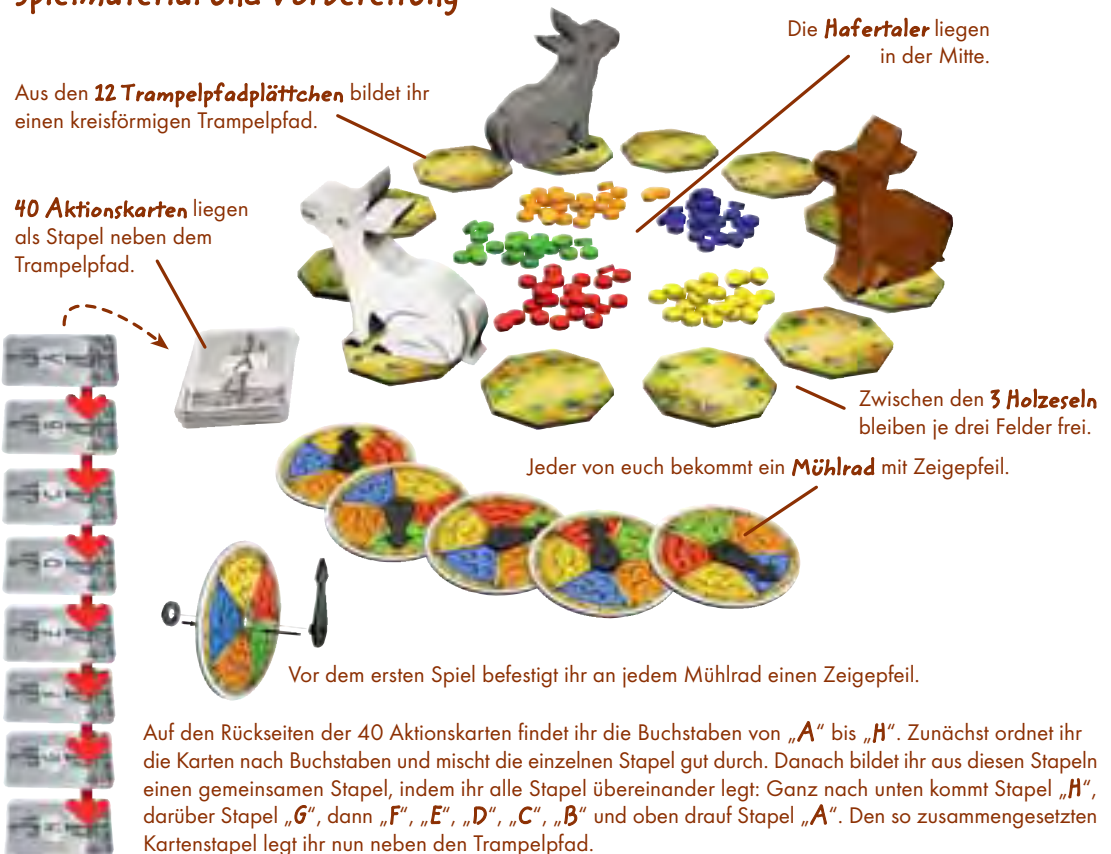 Spielmaterial und Vorbereitung
Die Hafertaler liegen
in der Mitte.
Aus den 12 Trampelpfadplättchen bildet ihr
einen kreisförmigen Trampelpfad.
40 Aktionskarten liegen
als Stapel neben dem
Trampelpfad.
A
B
C
D
E
F
G
H
Zwischen den 3 Holzeseln
bleiben je drei Felder frei.
Jeder von euch bekommt ein Mühlrad mit Zeigepfeil.
Vor dem ersten Spiel befestigt ihr an jedem Mühlrad einen Zeigepfeil.
Auf den Rückseiten der 40 Aktionskarten findet ihr die Buchstaben von „A“ bis „H“. Zunächst ordnet ihr
die Karten nach Buchstaben und mischt die einzelnen Stapel gut durch. Danach bildet ihr aus diesen Stapeln
einen gemeinsamen Stapel, indem ihr alle Stapel übereinander legt: Ganz nach unten kommt Stapel „H“,
darüber Stapel „G“, dann „F“, „E“, „D“, „C“, „B“ und oben drauf Stapel „A“. Den so zusammengesetzten
Kartenstapel legt ihr nun neben den Trampelpfad.